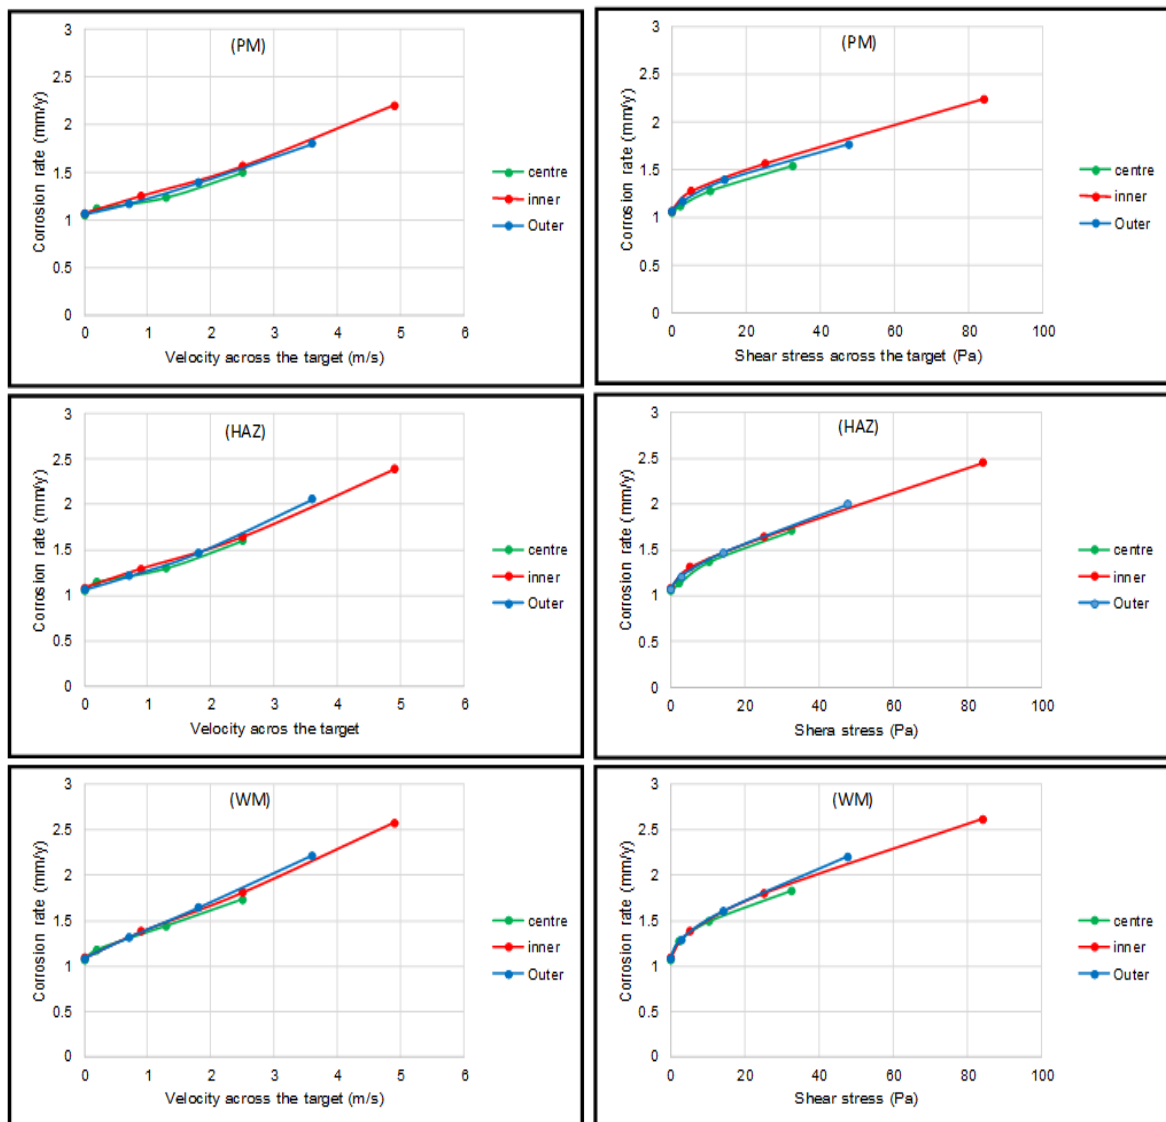 (PM)
Corrosion rate (mm/y)
3
2.5
2
1.5
1
0.5
0
0 1 2 3 4 5 6
Velocity across the target (m/s)
centre
inner
Outer
(PM)
Corrosion rate (mm/y)
3
2.5
2
1.5
1
0.5
0
0 20 40 60 80 100
Shear stress across the target (Pa)
centre
inner
Outer
(HAZ)
Corrosion rate (mm/y)
3
2.5
2
1.5
1
0.5
0
0 1 2 3 4 5 6
Velocity acros the target
centre
inner
Outer
(HAZ)
Corrosion rate (mm/y)
3
2.5
2
1.5
1
0.5
0
0 20 40 60 80 100
Shera stress (Pa)
centre
inner
Outer
(WM)
Corrosion rate (mm/y)
3
2.5
2
1.5
1
0.5
0
0 1 2 3 4 5 6
Velocity across the target (m/s)
centre
inner
Outer
(WM)
Corrosion rate (mm/y)
3
2.5
2
1.5
1
0.5
0
0 20 40 60 80 100
Shear stress (Pa)
centre
inner
Outer